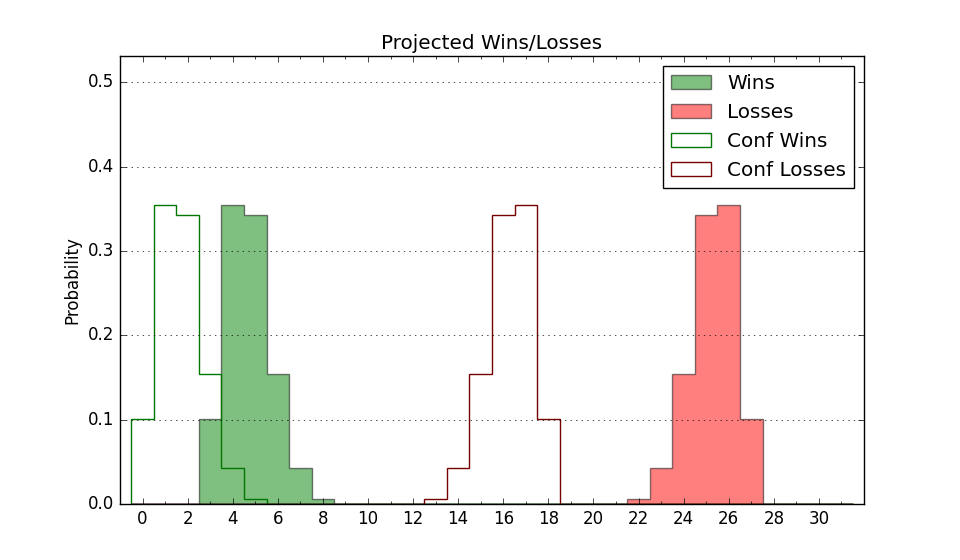 Projected Wins/Losses
0.5
0.4
0.3
0.2
0.1
0.0
Probability
Wins
Losses
Conf Wins
Conf Losses
0 2 4 6 8 10 12 14 16 18 20 22 24 26 28 30